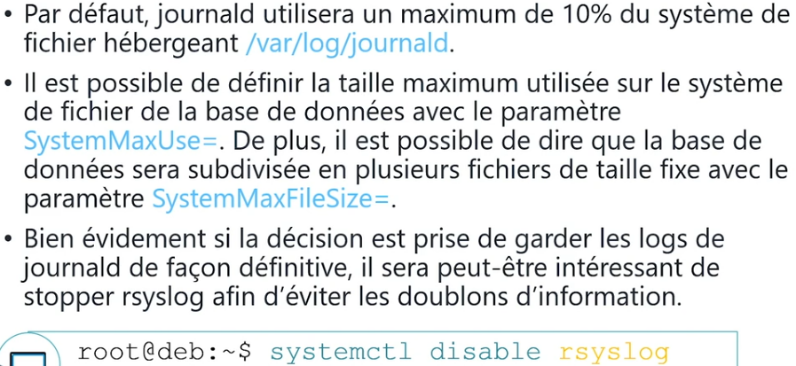 • Par défaut, journald utilisera un maximum de 10% du système de
fichier hébergeant /var/log/journald.
• Il est possible de définir la taille maximum utilisée sur le système
de fichier de la base de données avec le paramètre
SystemMaxUse=. De plus, il est possible de dire que la base de
données sera subdivisée en plusieurs fichiers de taille fixe avec le
paramètre SystemMaxFileSize=.
• Bien évidement si la décision est prise de garder les logs de
journald de façon définitive, il sera peut-être intéressant de
stopper rsyslog afin d’éviter les doublons d’information.
root@deb:~$ systemctl disable rsyslog